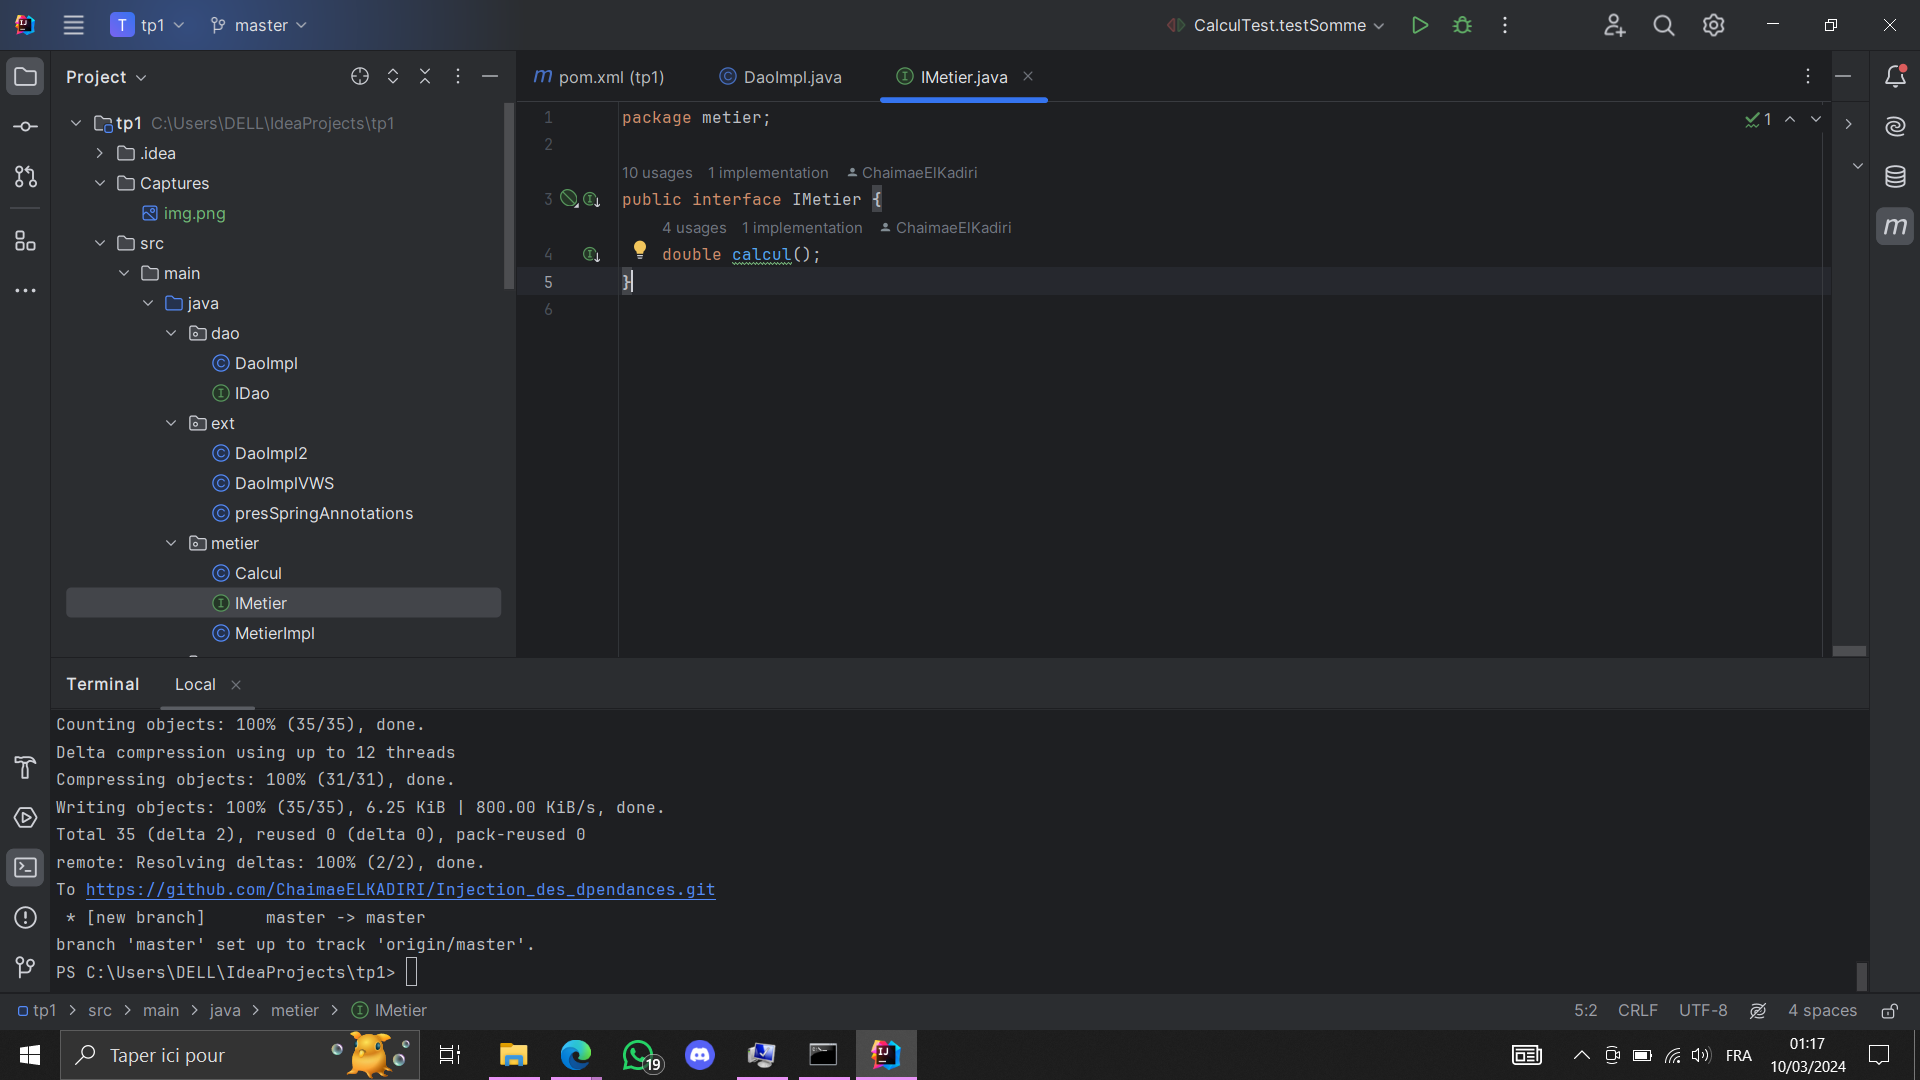 T tp1 master CalculTest.testSomme
Project
pom.xml (tp1) DaoImpl.java IMetier.java
tp1 C:\Users\DELL\IdeaProjects\tp1
.idea
Captures
img.png
src
main
java
dao
DaoImpl
IDao
ext
DaoImpl2
DaoImplVWS
presSpringAnnotations
metier
Calcul
IMetier
MetierImpl
1 package metier; 1
2
10 usages 1 implementation ChaimaeElKadiri
3 public interface IMetier {
4 usages 1 implementation ChaimaeElKadiri
4 double calcul();
5 }
6
Terminal Local
Counting objects: 100% (35/35), done.
Delta compression using up to 12 threads
Compressing objects: 100% (31/31), done.
Writing objects: 100% (35/35), 6.25 KiB | 800.00 KiB/s, done.
Total 35 (delta 2), reused 0 (delta 0), pack-reused 0
remote: Resolving deltas: 100% (2/2), done.
To https://github.com/ChaimaeELKADIRI/Injection_des_dpendances.git
* [new branch] master -> master
branch 'master' set up to track 'origin/master'.
PS C:\Users\DELL\IdeaProjects\tp1>
tp1 > src > main > java > metier > IMetier 5:2 CRLF UTF-8 4 spaces
Taper ici pour 19 FRA 01:17
10/03/2024